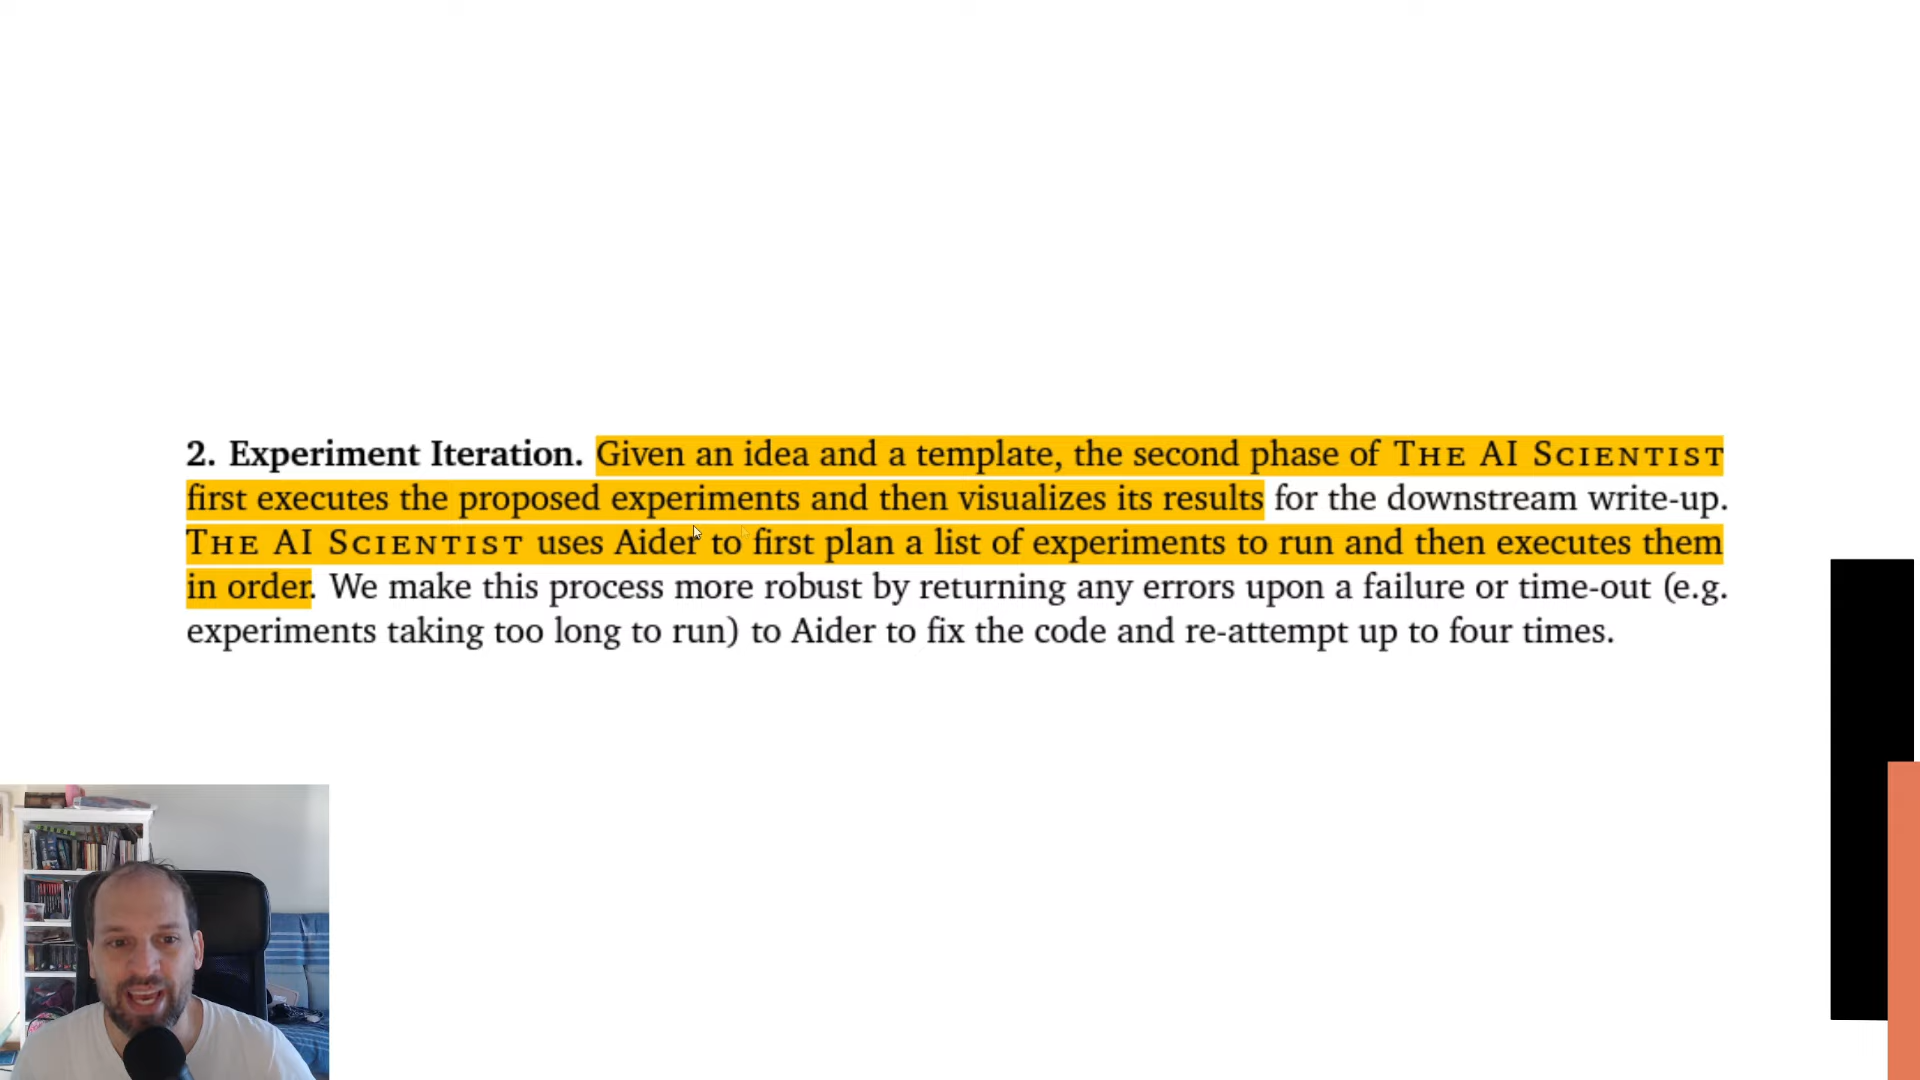 2. Experiment Iteration. Given an idea and a template, the second phase of THE AI SCIENTIST
first executes the proposed experiments and then visualizes its results for the downstream write-up.
THE AI SCIENTIST uses Aider to first plan a list of experiments to run and then executes them
in order. We make this process more robust by returning any errors upon a failure or time-out (e.g.
experiments taking too long to run) to Aider to fix the code and re-attempt up to four times.